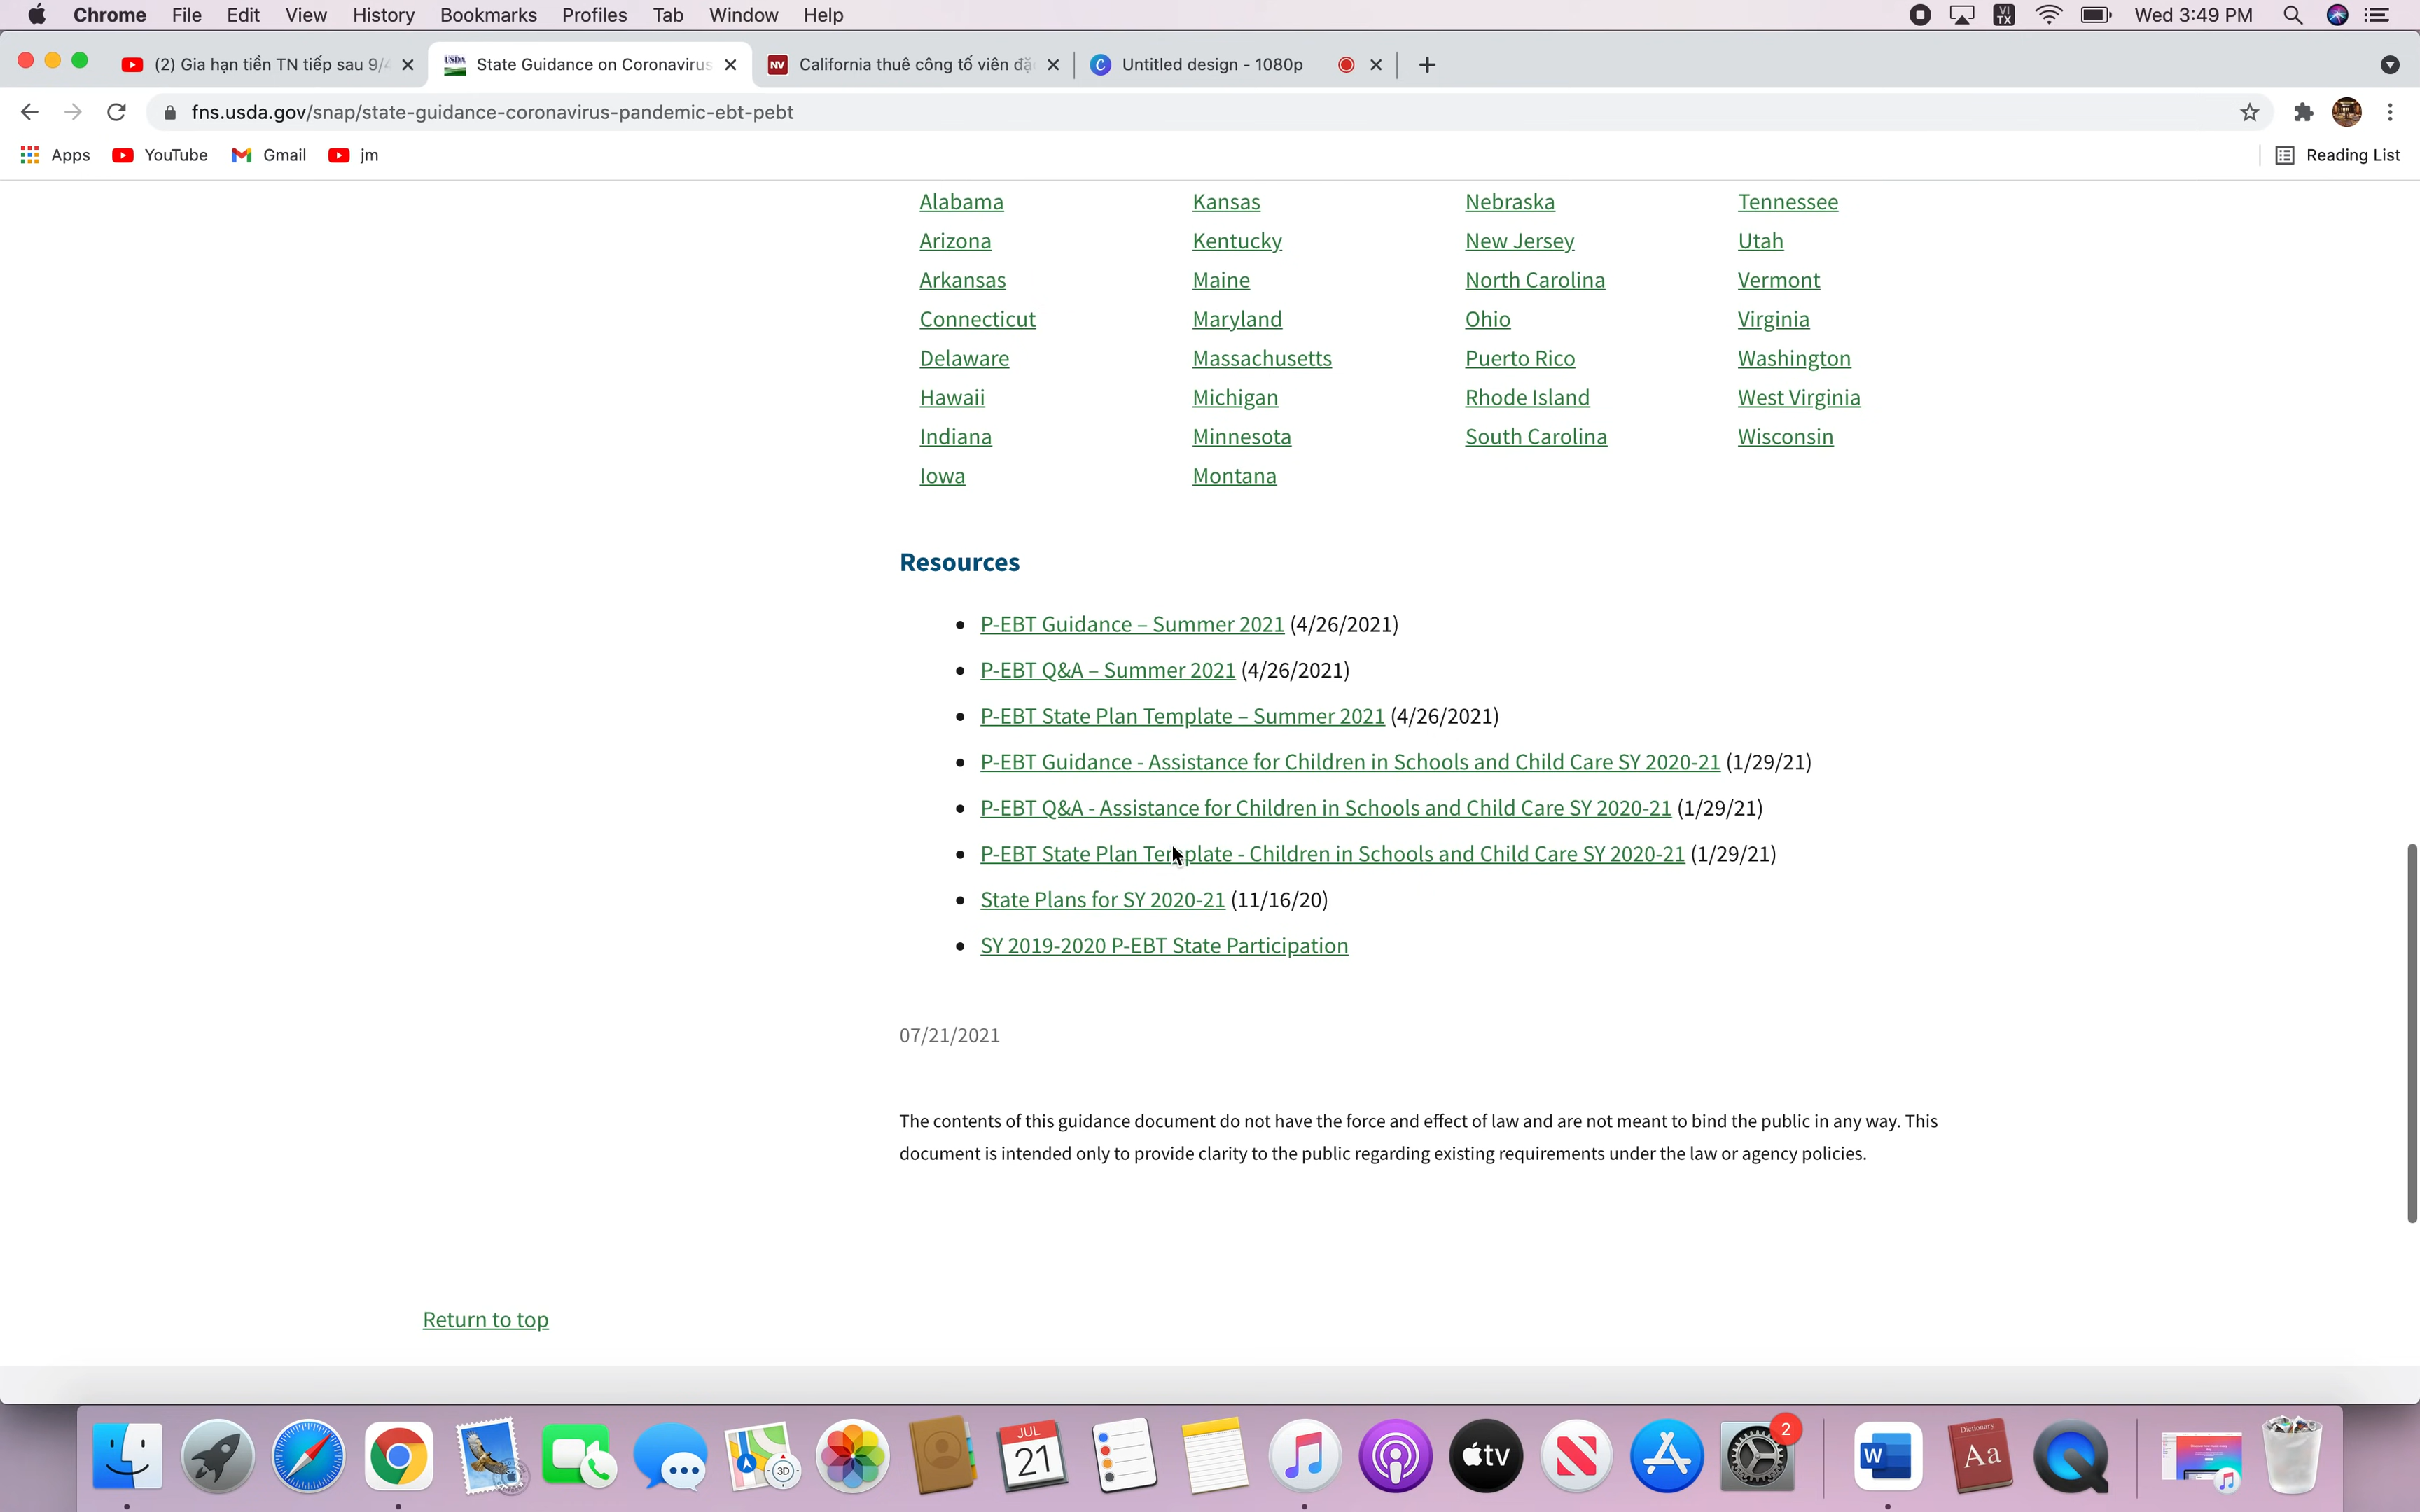 Chrome File Edit View History Bookmarks Profiles Tab Window Help
VI TX
Wed 3:49 PM
(2) Gia hạn tiền TN tiếp sau 9/4
USDA
State Guidance on Coronavirus
NV
California thuê công tố viên đặc
C
Untitled design - 1080p
fns.usda.gov/snap/state-guidance-coronavirus-pandemic-ebt-pebt
Apps YouTube Gmail jm Reading List
Alabama Kansas Nebraska Tennessee
Arizona Kentucky New Jersey Utah
Arkansas Maine North Carolina Vermont
Connecticut Maryland Ohio Virginia
Delaware Massachusetts Puerto Rico Washington
Hawaii Michigan Rhode Island West Virginia
Indiana Minnesota South Carolina Wisconsin
Iowa Montana
Resources
P-EBT Guidance – Summer 2021 (4/26/2021)
P-EBT Q&A – Summer 2021 (4/26/2021)
P-EBT State Plan Template – Summer 2021 (4/26/2021)
P-EBT Guidance - Assistance for Children in Schools and Child Care SY 2020-21 (1/29/21)
P-EBT Q&A - Assistance for Children in Schools and Child Care SY 2020-21 (1/29/21)
P-EBT State Plan Template - Children in Schools and Child Care SY 2020-21 (1/29/21)
State Plans for SY 2020-21 (11/16/20)
SY 2019-2020 P-EBT State Participation
07/21/2021
The contents of this guidance document do not have the force and effect of law and are not meant to bind the public in any way. This
document is intended only to provide clarity to the public regarding existing requirements under the law or agency policies.
Return to top
3D
JUL
21
tv
2
W
Aa